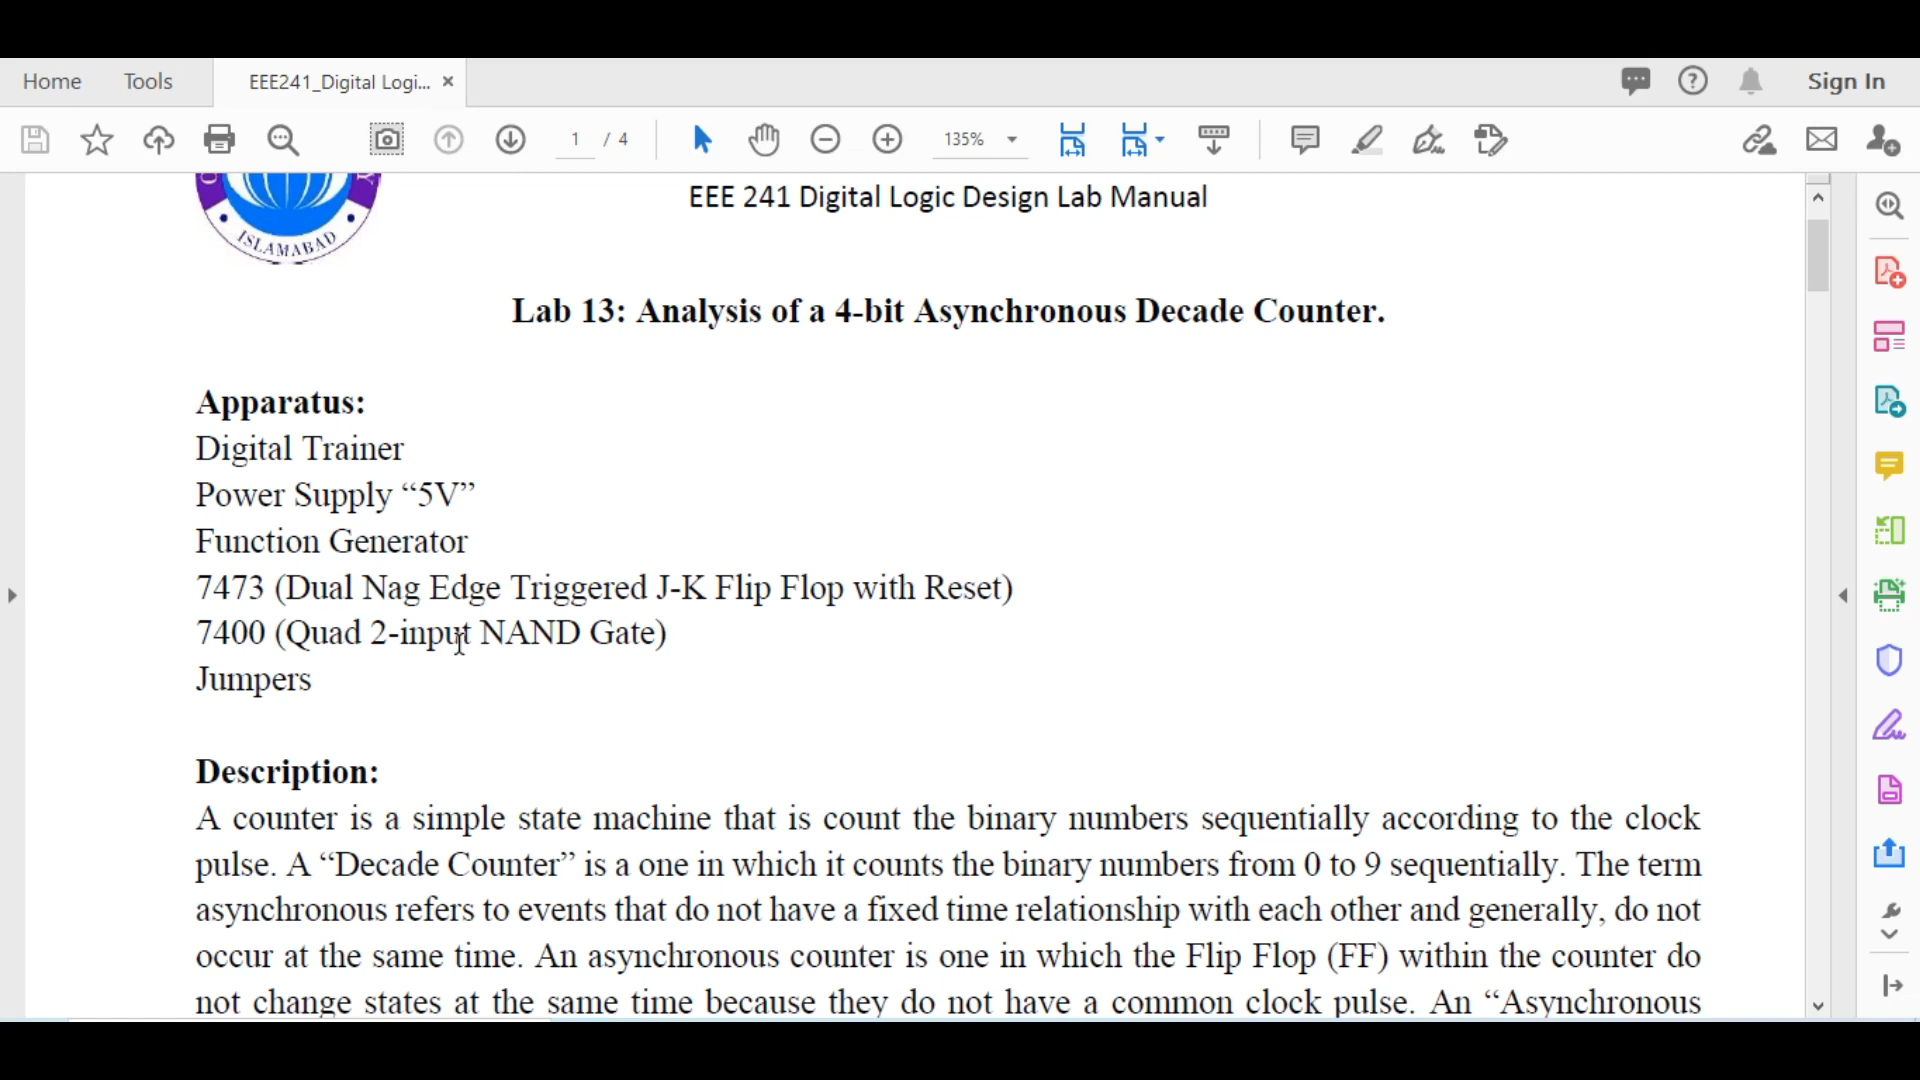 Home Tools EEE241_Digital Logi... ×
Sign In
1 / 4 135%
ISLAMABAD
EEE 241 Digital Logic Design Lab Manual
Lab 13: Analysis of a 4-bit Asynchronous Decade Counter.
Apparatus:
Digital Trainer
Power Supply “5V”
Function Generator
7473 (Dual Nag Edge Triggered J-K Flip Flop with Reset)
7400 (Quad 2-input NAND Gate)
Jumpers
Description:
A counter is a simple state machine that is count the binary numbers sequentially according to the clock
pulse. A “Decade Counter” is a one in which it counts the binary numbers from 0 to 9 sequentially. The term
asynchronous refers to events that do not have a fixed time relationship with each other and generally, do not
occur at the same time. An asynchronous counter is one in which the Flip Flop (FF) within the counter do
not change states at the same time because they do not have a common clock pulse. An “Asynchronous